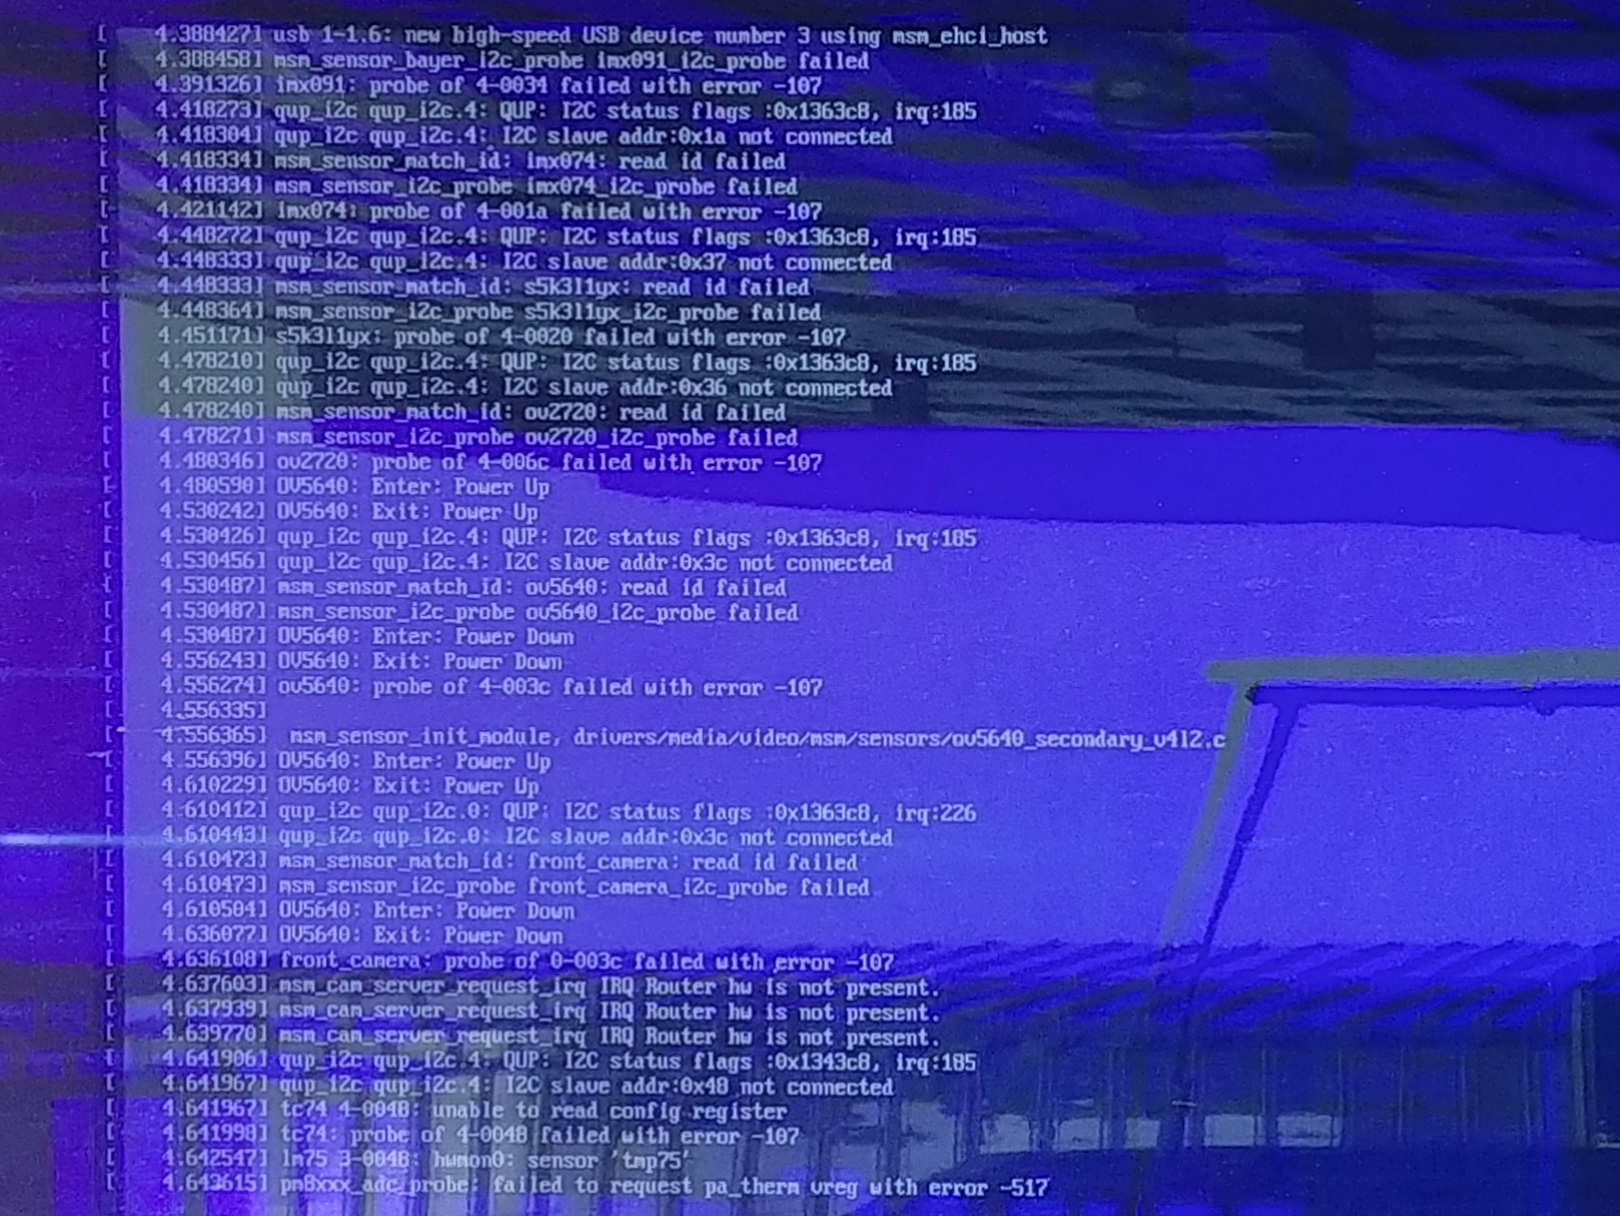 [    4.388427] usb 1-1.6: new high-speed USB device number 3 using msm_ehci_host
[    4.388458] msm_sensor_bayer_i2c_probe imx091_i2c_probe failed
[    4.391326] imx091: probe of 4-0034 failed with error -107
[    4.418273] qup_i2c qup_i2c.4: QUP: I2C status flags :0x1363c8, irq:185
[    4.418304] qup_i2c qup_i2c.4: I2C slave addr:0x1a not connected
[    4.418334] msm_sensor_match_id: imx074: read id failed
[    4.418334] msm_sensor_i2c_probe imx074_i2c_probe failed
[    4.421142] imx074: probe of 4-001a failed with error -107
[    4.448272] qup_i2c qup_i2c.4: QUP: I2C status flags :0x1363c8, irq:185
[    4.448333] qup_i2c qup_i2c.4: I2C slave addr:0x37 not connected
[    4.448333] msm_sensor_match_id: s5k3l1yx: read id failed
[    4.448364] msm_sensor_i2c_probe s5k3l1yx_i2c_probe failed
[    4.451171] s5k3l1yx: probe of 4-0020 failed with error -107
[    4.478210] qup_i2c qup_i2c.4: QUP: I2C status flags :0x1363c8, irq:185
[    4.478240] qup_i2c qup_i2c.4: I2C slave addr:0x36 not connected
[    4.478240] msm_sensor_match_id: ov2720: read id failed
[    4.478271] msm_sensor_i2c_probe ov2720_i2c_probe failed
[    4.480346] ov2720: probe of 4-006c failed with error -107
[    4.480590] OV5640: Enter: Power Up
[    4.530242] OV5640: Exit: Power Up
[    4.530426] qup_i2c qup_i2c.4: QUP: I2C status flags :0x1363c8, irq:185
[    4.530456] qup_i2c qup_i2c.4: I2C slave addr:0x3c not connected
[    4.530487] msm_sensor_match_id: ov5640: read id failed
[    4.530487] msm_sensor_i2c_probe ov5640_i2c_probe failed
[    4.530487] OV5640: Enter: Power Down
[    4.556243] OV5640: Exit: Power Down
[    4.556274] ov5640: probe of 4-003c failed with error -107
[    4.556335]
[    4.556365]  msm_sensor_init_module, drivers/media/video/msm/sensors/ov5640_secondary_v4l2.c
[    4.556396] OV5640: Enter: Power Up
[    4.610229] OV5640: Exit: Power Up
[    4.610412] qup_i2c qup_i2c.0: QUP: I2C status flags :0x1363c8, irq:226
[    4.610443] qup_i2c qup_i2c.0: I2C slave addr:0x3c not connected
[    4.610473] msm_sensor_match_id: front_camera: read id failed
[    4.610473] msm_sensor_i2c_probe front_camera_i2c_probe failed
[    4.610504] OV5640: Enter: Power Down
[    4.636077] OV5640: Exit: Power Down
[    4.636108] front_camera: probe of 0-003c failed with error -107
[    4.637603] msm_cam_server_request_irq IRQ Router hw is not present.
[    4.637939] msm_cam_server_request_irq IRQ Router hw is not present.
[    4.639770] msm_cam_server_request_irq IRQ Router hw is not present.
[    4.641906] qup_i2c qup_i2c.4: QUP: I2C status flags :0x1343c8, irq:185
[    4.641967] qup_i2c qup_i2c.4: I2C slave addr:0x48 not connected
[    4.641967] tc74 4-0048: unable to read config register
[    4.641998] tc74: probe of 4-0048 failed with error -107
[    4.642547] lm75 3-0048: hwmon0: sensor 'tmp75'
[    4.643615] pm8xxx_adc_probe: failed to request pa_therm vreg with error -517